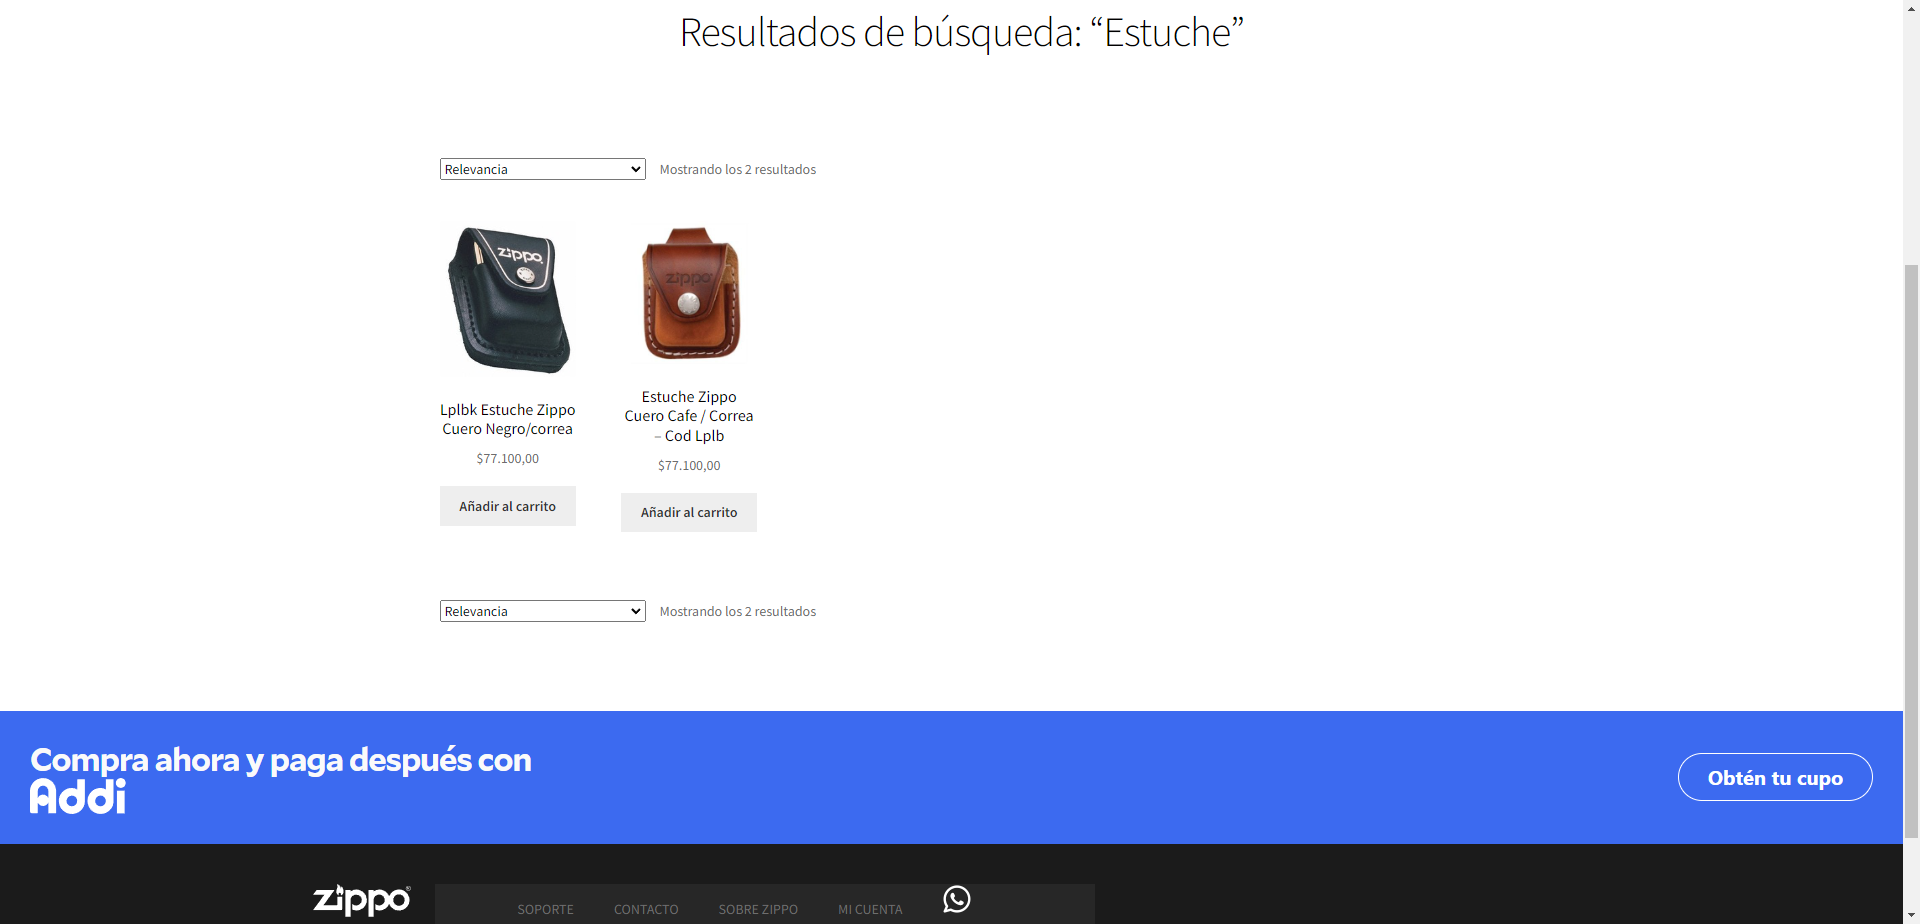 Resultados de búsqueda: “Estuche”
Relevancia
Mostrando los 2 resultados
zippo
zippo
Lplbk Estuche Zippo
Cuero Negro/correa
$77.100,00
Añadir al carrito
Estuche Zippo
Cuero Cafe / Correa
– Cod Lplb
$77.100,00
Añadir al carrito
Relevancia
Mostrando los 2 resultados
Compra ahora y paga después con
Addi
Obtén tu cupo
zippo®
SOPORTE
CONTACTO
SOBRE ZIPPO
MI CUENTA